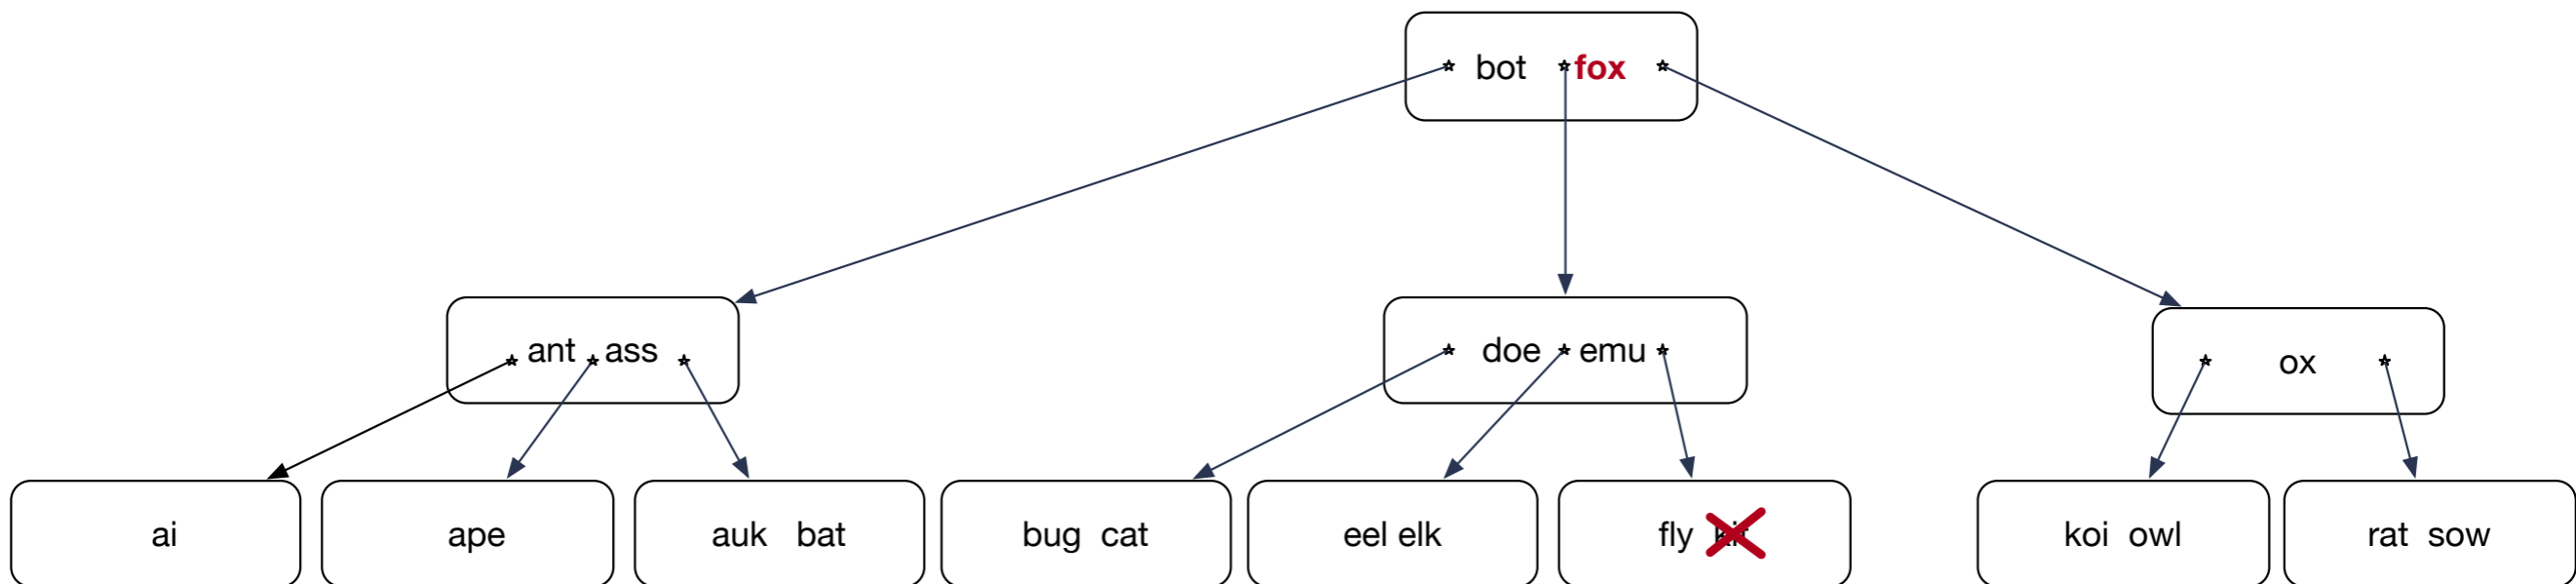 bot fox
ant ass
doe emu
ox
ai
ape
auk bat
bug cat
eel elk
fly
koi owl
rat sow